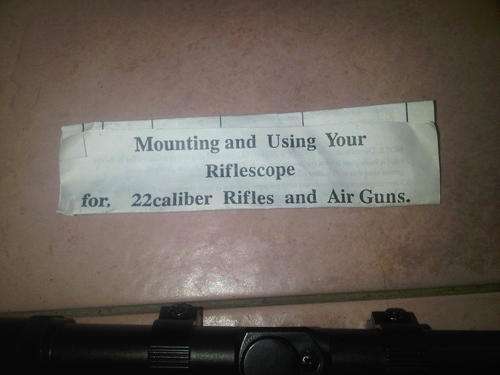 Mounting and Using Your
Riflescope
for. 22caliber Rifles and Air Guns.